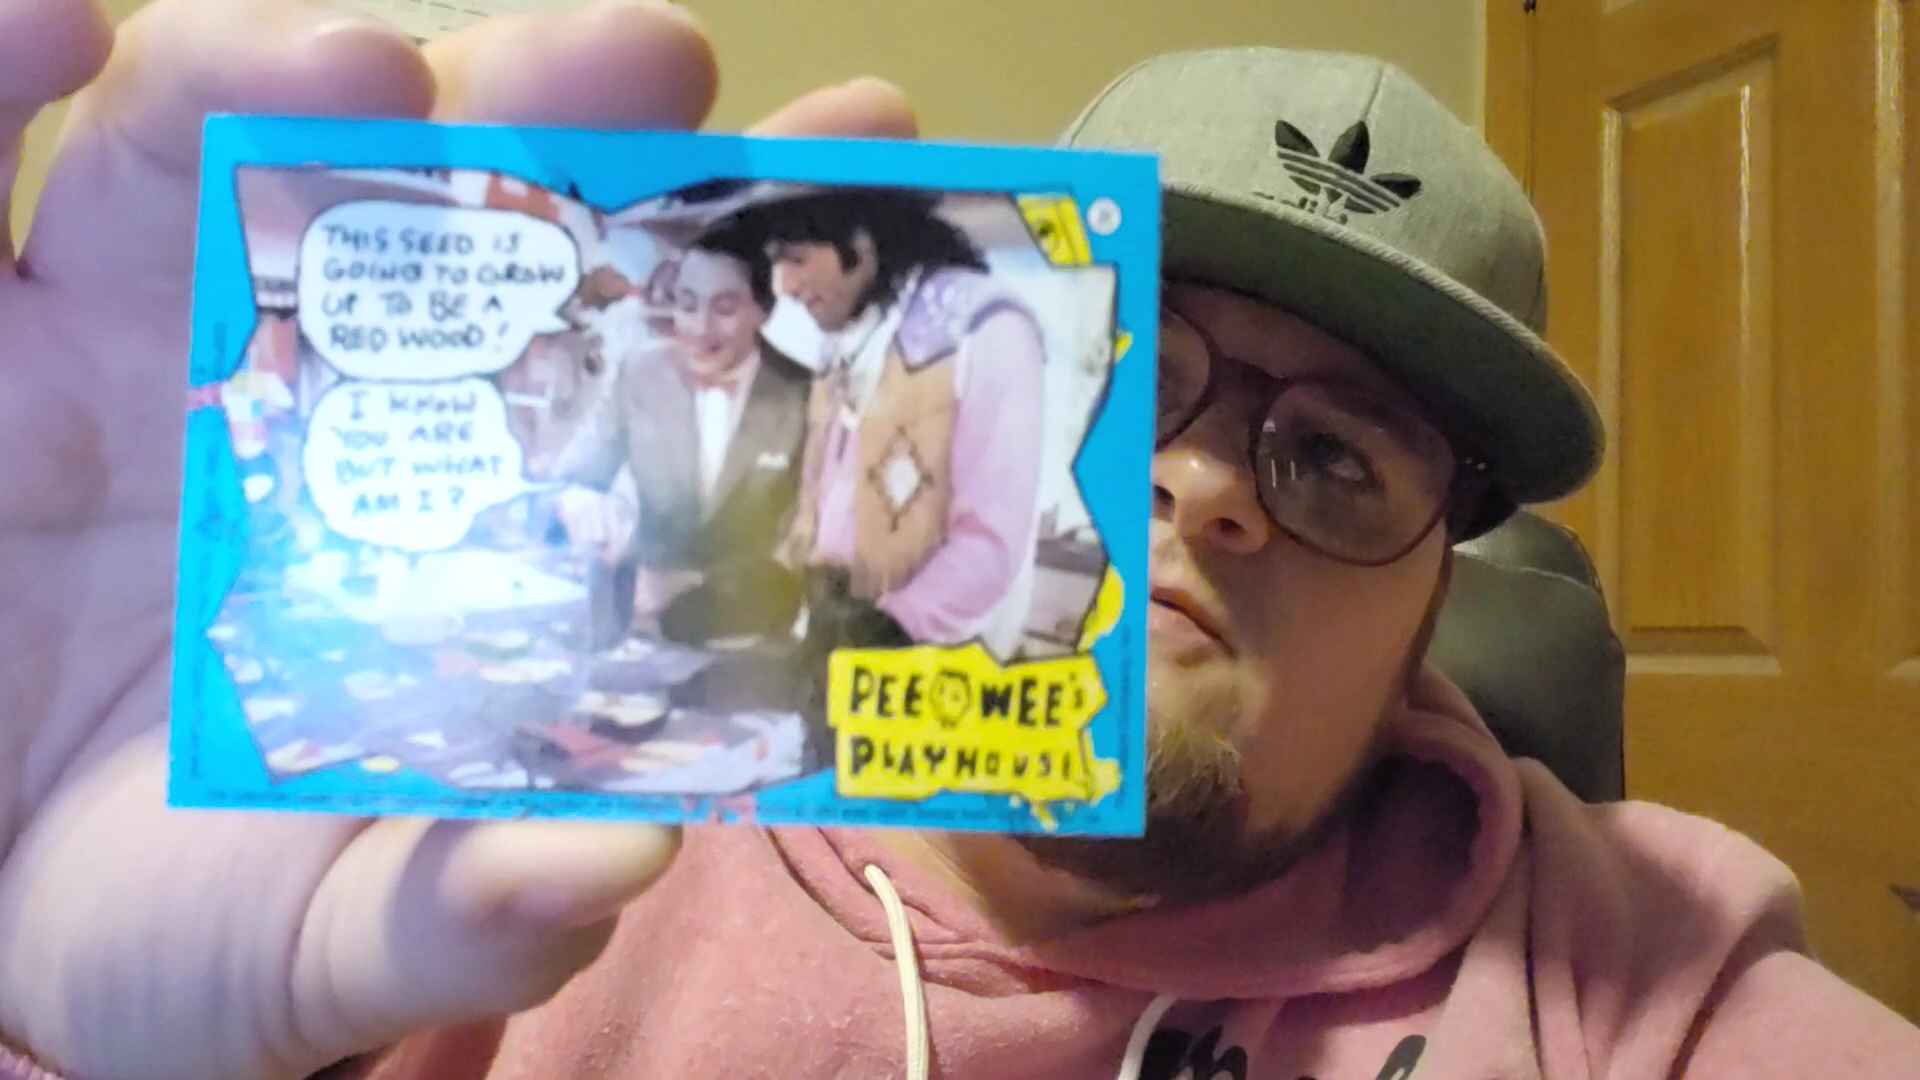 THIS SEED IS
GOING TO GROW
UP TO BE A
RED WOOD!
I KNOW
YOU ARE
BUT WHAT
AM I?
PEE WEE'S
PLAYHOUSE